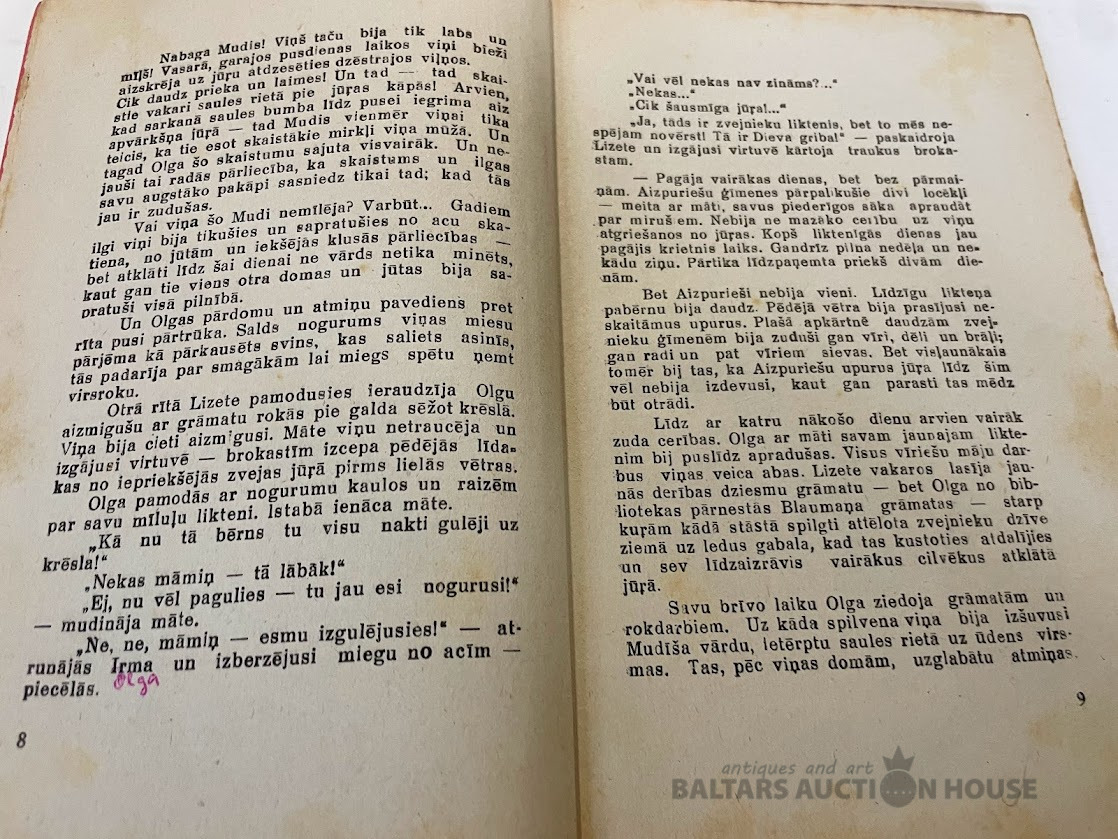 Nabaga Mudis! Viņš taču bija tik labs un
mīļš! Vasarā, garajos pusdienas laikos viņi bieži
aizskrēja uz jūru atdzesēties dzēstrajos viļņos.
Cik daudz prieka un laimes! Un tad — tad skai-
stie vakari saules rietā pie jūras kāpās! Arvien,
kad sarkanā saules bumba līdz pusei iegrima aiz
apvārkšņa jūrā — tad Mudis vienmēr viņai tika
teicis, ka tie esot skaistākie mirkļi viņa mūžā. Un
tagad Olga šo skaistumu sajuta visvairāk. Un ne-
jauši tai radās pārliecība, ka skaistums un ilgas
savu augstāko pakāpi sasniedz tikai tad; kad tās
jau ir zudušas.
Vai viņa šo Mudi nemīlēja? Varbūt... Gadiem
ilgi viņi bija tikušies un sapratušies no acu ska-
tiena, no jūtām un iekšējās klusās pārliecības —
bet atklāti līdz šai dienai ne vārds netika minēts,
kaut gan tie viens otra domas un jūtas bija sa-
pratuši visā pilnībā.
Un Olgas pārdomu un atmiņu pavediens pret
rīta pusi pārtrūka. Salds nogurums viņas miesu
pārjēma kā pārkausēts svins, kas saliets asinīs,
tās padarīja par smagākām lai miegs spētu ņemt
virsroku.
Otrā rītā Lizete pamodusies ieraudzīja Olgu
aizmigušu ar grāmatu rokās pie galda sēžot krēslā.
Viņa bija cieti aizmigusi. Māte viņu netraucēja un
izgājusi virtuvē — brokastīm izcepa pēdējās līda-
kas no iepriekšējās zvejas jūrā pirms lielās vētras.
Olga pamodās ar nogurumu kaulos un raizēm
par savu mīļuļu likteni. Istabā ienāca māte.
„Kā nu tā bērns tu visu nakti gulēji uz
krēsla!“
„Nekas māmiņ — tā lābāk!“
„Ej, nu vēl pagulies — tu jau esi nogurusi!“
— mudināja māte.
„Ne, ne, māmiņ — esmu izgulējusies!“ — at-
runājās Irma un izberzējusi miegu no acīm —
piecēlās. Olga
8
„Vai vēl nekas nav zināms?...“
„Nekas...“
„Cik šausmīga jūra!...“
„Ja, tāds ir zvejnieku liktenis, bet to mēs ne-
spējam novērst! Tā ir Dieva griba!“ — paskaidroja
Lizete un izgājusi virtuvē kārtoja traukus broka-
stam.
— Pagāja vairākas dienas, bet bez pārmai-
ņām. Aizpuriešu ģimenes pārpalikušie divi locekļi
— meita ar māti, savus piederīgos sāka apraudāt
par mirušiem. Nebija ne mazāko cerību uz viņu
atgriešanos no jūras. Kopš liktenīgās dienas jau
pagājis krietnis laiks. Gandrīz pilna nedēļa un ne-
kādu ziņu. Pārtika līdzpaņemta priekš divām die-
nām.
Bet Aizpurieši nebija vieni. Līdzīgu likteņa
pabērnu bija daudz. Pēdējā vētra bija prasījusi ne-
skaitāmus upurus. Plašā apkārtnē daudzām zvej-
nieku ģimenēm bija zuduši gan vīri, dēli un brāļi;
gan radi un pat vīriem sievas. Bet visļaunākais
tomēr bij tas, ka Aizpuriešu upurus jūra līdz šim
vēl nebija izdevusi, kaut gan parasti tas mēdz
būt otrādi.
Līdz ar katru nākošo dienu arvien vairāk
zuda cerības. Olga ar māti savam jaunajam likte-
nim bij puslīdz apradušas. Visus vīriešu māju dar-
bus viņas veica abas. Lizete vakaros lasīja jau-
nās derības dziesmu grāmatu — bet Olga no bib-
liotekas pārnestās Blaumaņa grāmatas — starp
kuŗām kādā stāstā spilgti attēlota zvejnieku dzīve
ziemā uz ledus gabala, kad tas kustoties atdalījies
un sev līdzaizrāvis vairākus cilvēkus atklātā
jūrā.
Savu brīvo laiku Olga ziedoja grāmatām un
rokdarbiem. Uz kāda spilvena viņa bija izšuvusi
Mudīša vārdu, ietērptu saules rietā uz ūdens virs-
mas. Tas, pēc viņas domām, uzglabātu atmiņas.
9
antiques and art
BALTARS AUCTION HOUSE